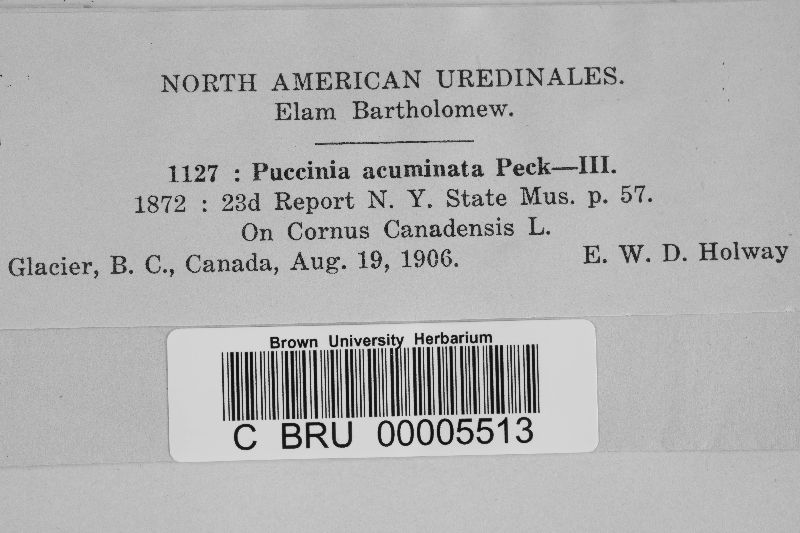 NORTH AMERICAN UREDINALES.
Elam Bartholomew.
1127 : Puccinia acuminata Peck—III.
1872 : 23d Report N. Y. State Mus. p. 57.
On Cornus Canadensis L.
Glacier, B. C., Canada, Aug. 19, 1906. E. W. D. Holway
Brown University Herbarium
C BRU 00005513